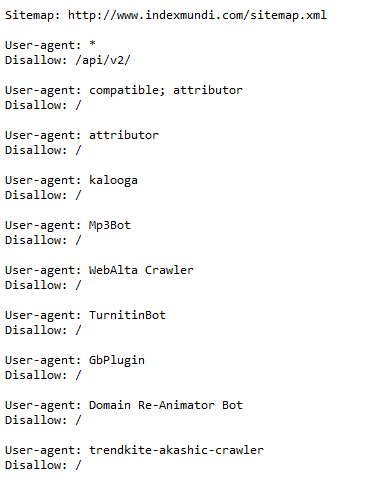 Sitemap: http://www.indexmundi.com/sitemap.xml
User-agent: *
Disallow: /api/v2/
User-agent: compatible; attributor
Disallow: /
User-agent: attributor
Disallow: /
User-agent: kalooga
Disallow: /
User-agent: Mp3Bot
Disallow: /
User-agent: WebAlta Crawler
Disallow: /
User-agent: TurnitinBot
Disallow: /
User-agent: GbPlugin
Disallow: /
User-agent: Domain Re-Animator Bot
Disallow: /
User-agent: trendkite-akashic-crawler
Disallow: /